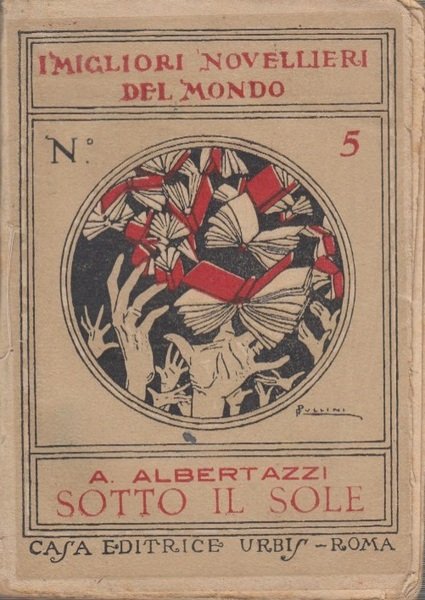 I MIGLIORI NOVELLIERI
DEL MONDO
N.º 5
PULLINI
A. ALBERTAZZI
SOTTO IL SOLE
CASA EDITRICE URBIS - ROMA